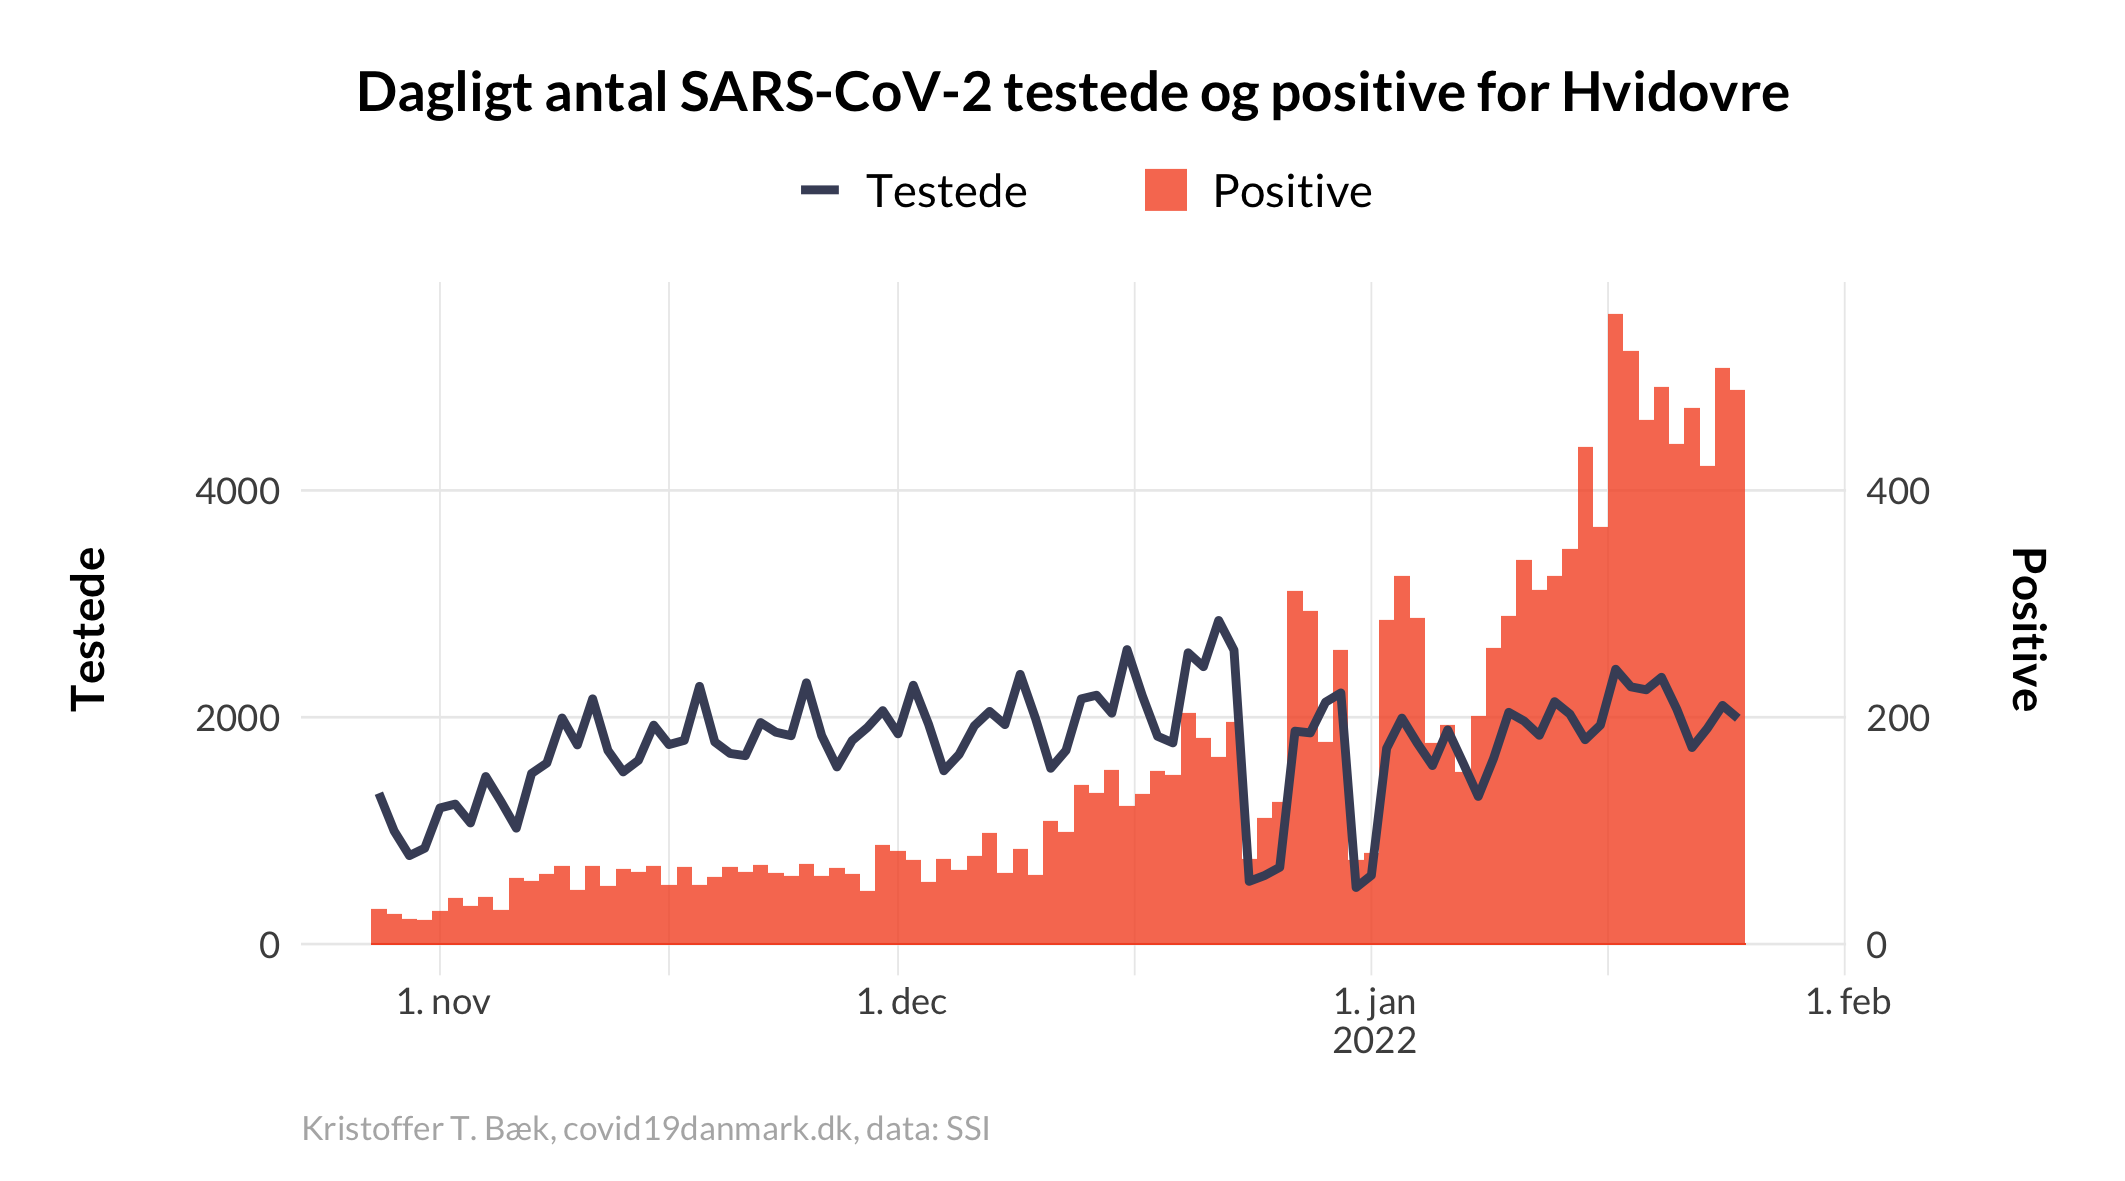 Dagligt antal SARS-CoV-2 testede og positive for Hvidovre
Testede
Positive
4000
2000
0
400
200
0
Testede
Positive
1. nov
1. dec
1. jan
2022
1. feb
Kristoffer T. Bæk, covid19danmark.dk, data: SSI